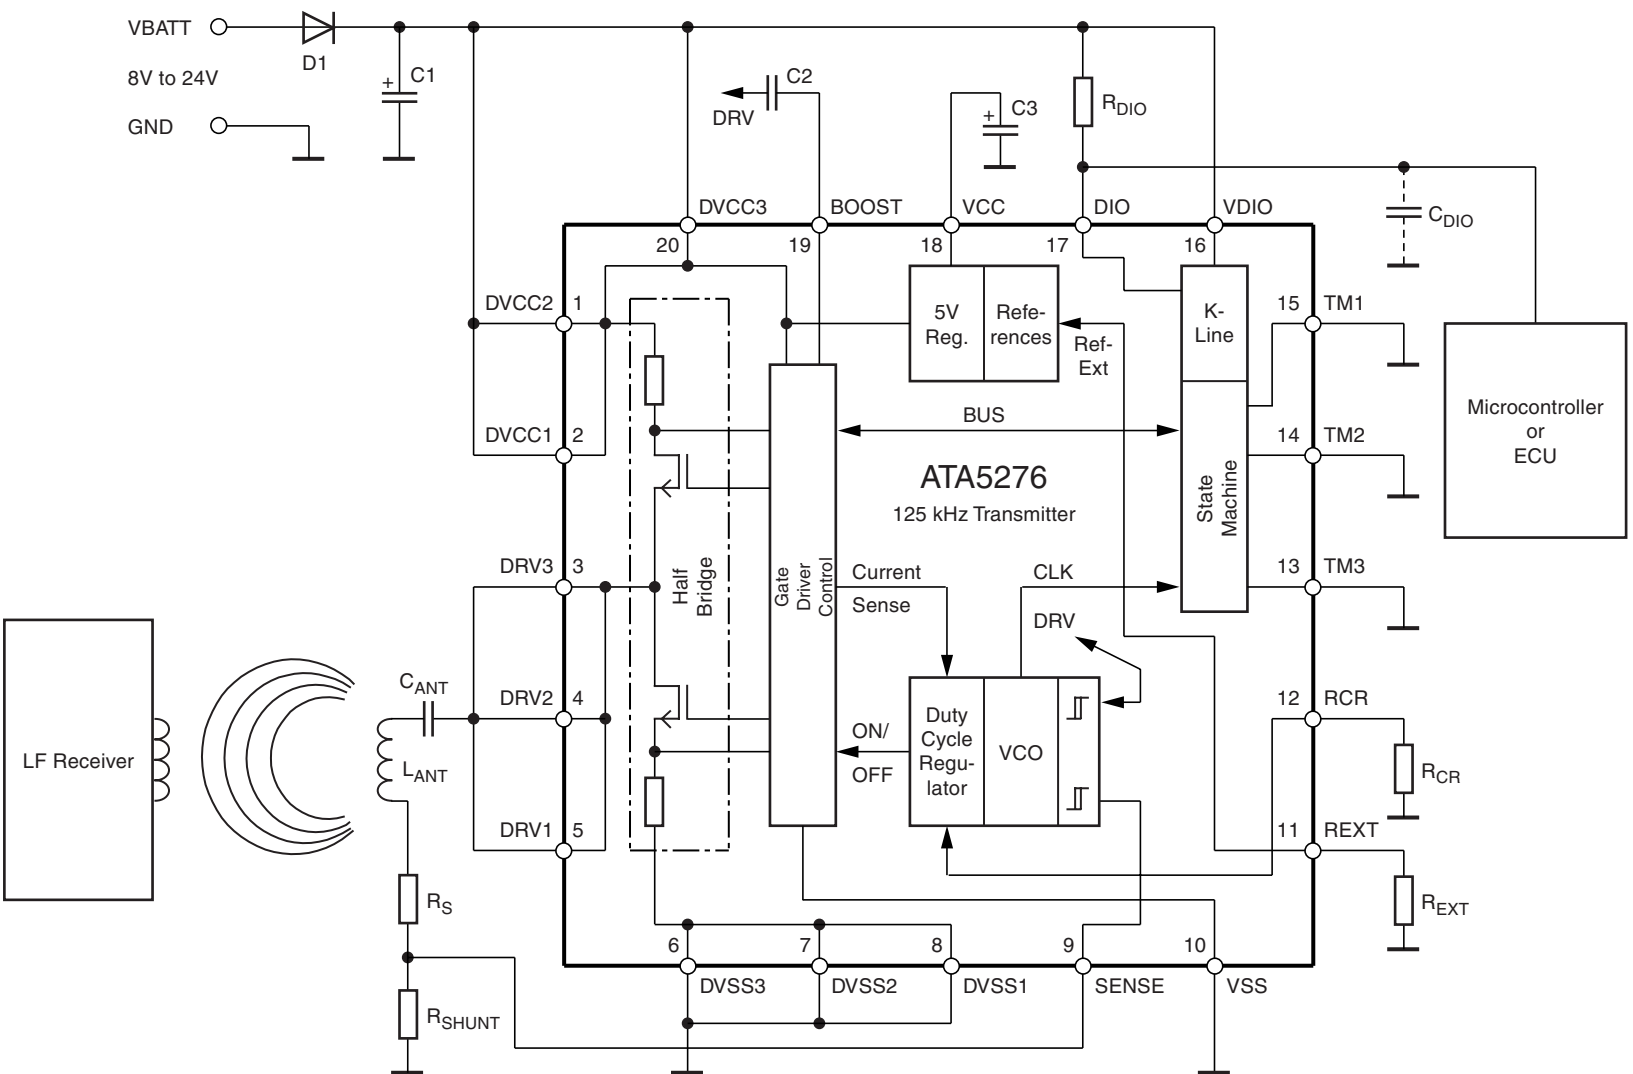 VBATT
D1
8V to 24V
+ C1
GND
C2
DRV
+ C3
RDIO
CDIO
DVCC3
BOOST
VCC
DIO
VDIO
20
19
18
17
16
DVCC2 1
DVCC1 2
DRV3 3
DRV2 4
DRV1 5
5V
Reg.
Refe-
rences
Ref-
Ext
K-
Line
15 TM1
14 TM2
13 TM3
12 RCR
11 REXT
BUS
ATA5276
125 kHz Transmitter
State
Machine
Microcontroller
or
ECU
Half
Bridge
Gate
Driver
Control
Current
Sense
CLK
DRV
ON/
OFF
Duty
Cycle
Regu-
lator
VCO
LF Receiver
CANT
LANT
RS
RSHUNT
RCR
REXT
6
7
8
9
10
DVSS3
DVSS2
DVSS1
SENSE
VSS